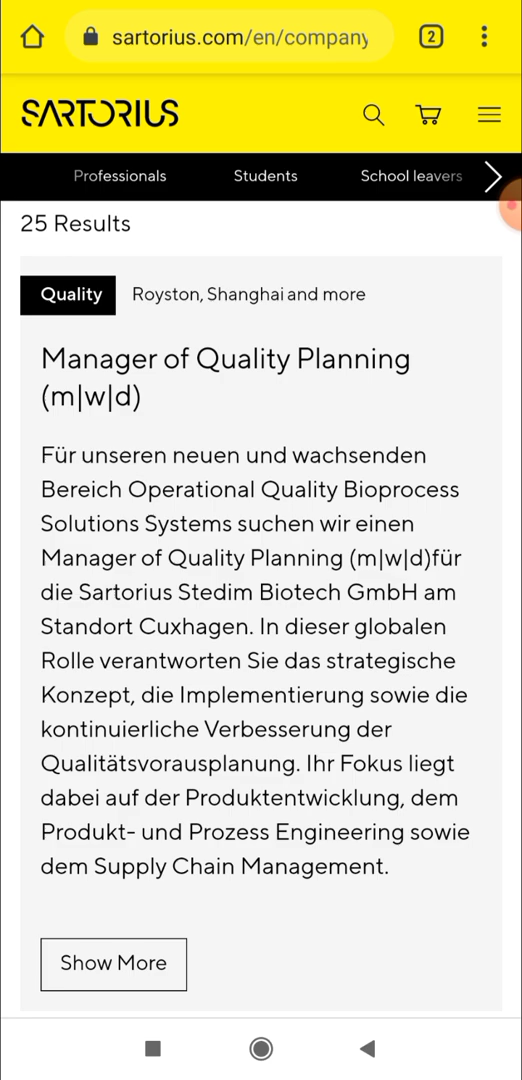 sartorius.com/en/company
2
SARTORIUS
Professionals Students School leavers
25 Results
Quality Royston, Shanghai and more
Manager of Quality Planning
(m|w|d)
Für unseren neuen und wachsenden
Bereich Operational Quality Bioprocess
Solutions Systems suchen wir einen
Manager of Quality Planning (m|w|d)für
die Sartorius Stedim Biotech GmbH am
Standort Cuxhagen. In dieser globalen
Rolle verantworten Sie das strategische
Konzept, die Implementierung sowie die
kontinuierliche Verbesserung der
Qualitätsvorausplanung. Ihr Fokus liegt
dabei auf der Produktentwicklung, dem
Produkt- und Prozess Engineering sowie
dem Supply Chain Management.
Show More